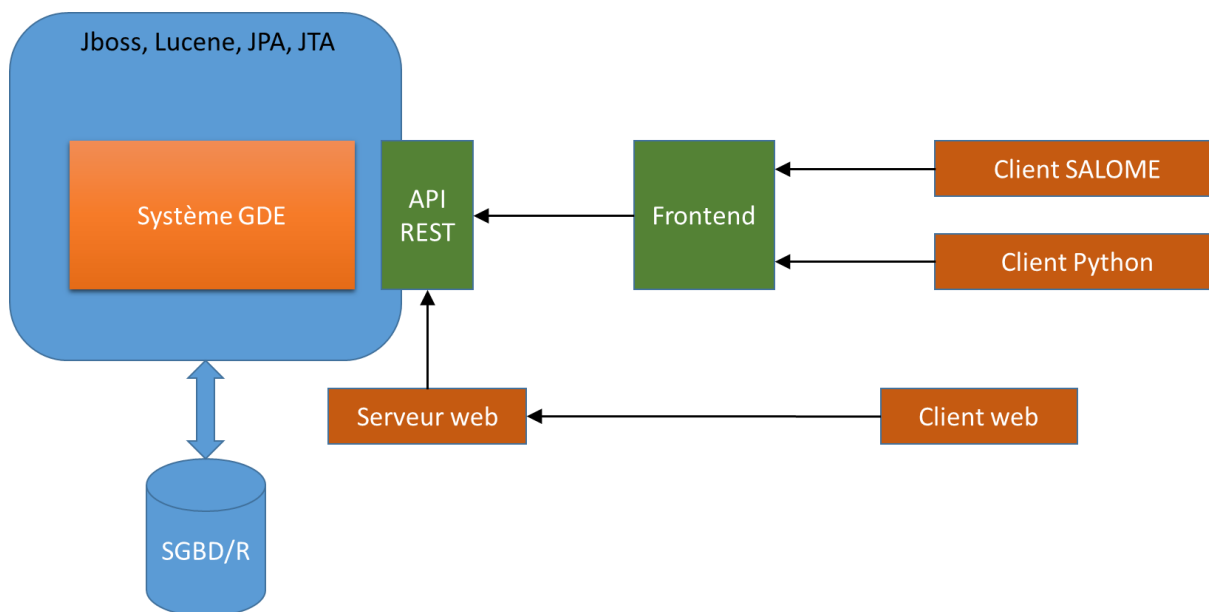 Jboss, Lucene, JPA, JTA
Système GDE
API
REST
Frontend
Client SALOME
Client Python
Serveur web
Client web
SGBD/R